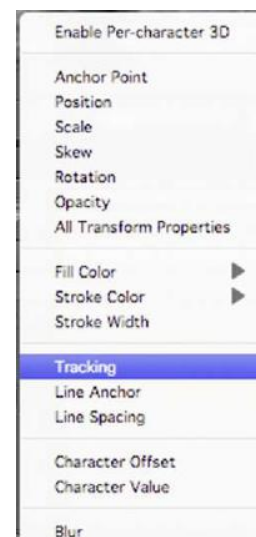 Enable Per-character 3D
Anchor Point
Position
Scale
Skew
Rotation
Opacity
All Transform Properties
Fill Color
Stroke Color
Stroke Width
Tracking
Line Anchor
Line Spacing
Character Offset
Character Value
Blur